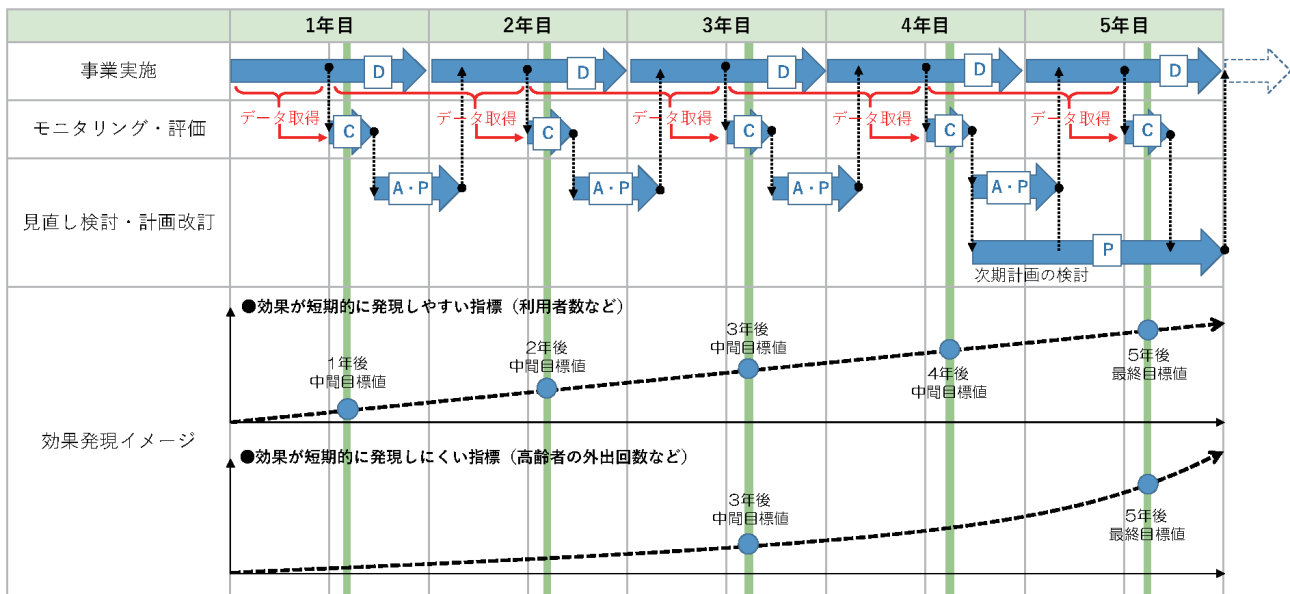 1年目 2年目 3年目 4年目 5年目
事業実施
D D D D D
データ取得 データ取得 データ取得 データ取得 データ取得
モニタリング・評価
C C C C C
見直し検討・計画改訂
A・P A・P A・P A・P
P
次期計画の検討
効果発現イメージ
●効果が短期的に発現しやすい指標（利用者数など）
1年後
中間目標値
2年後
中間目標値
3年後
中間目標値
4年後
中間目標値
5年後
最終目標値
●効果が短期的に発現しにくい指標（高齢者の外出回数など）
3年後
中間目標値
5年後
最終目標値